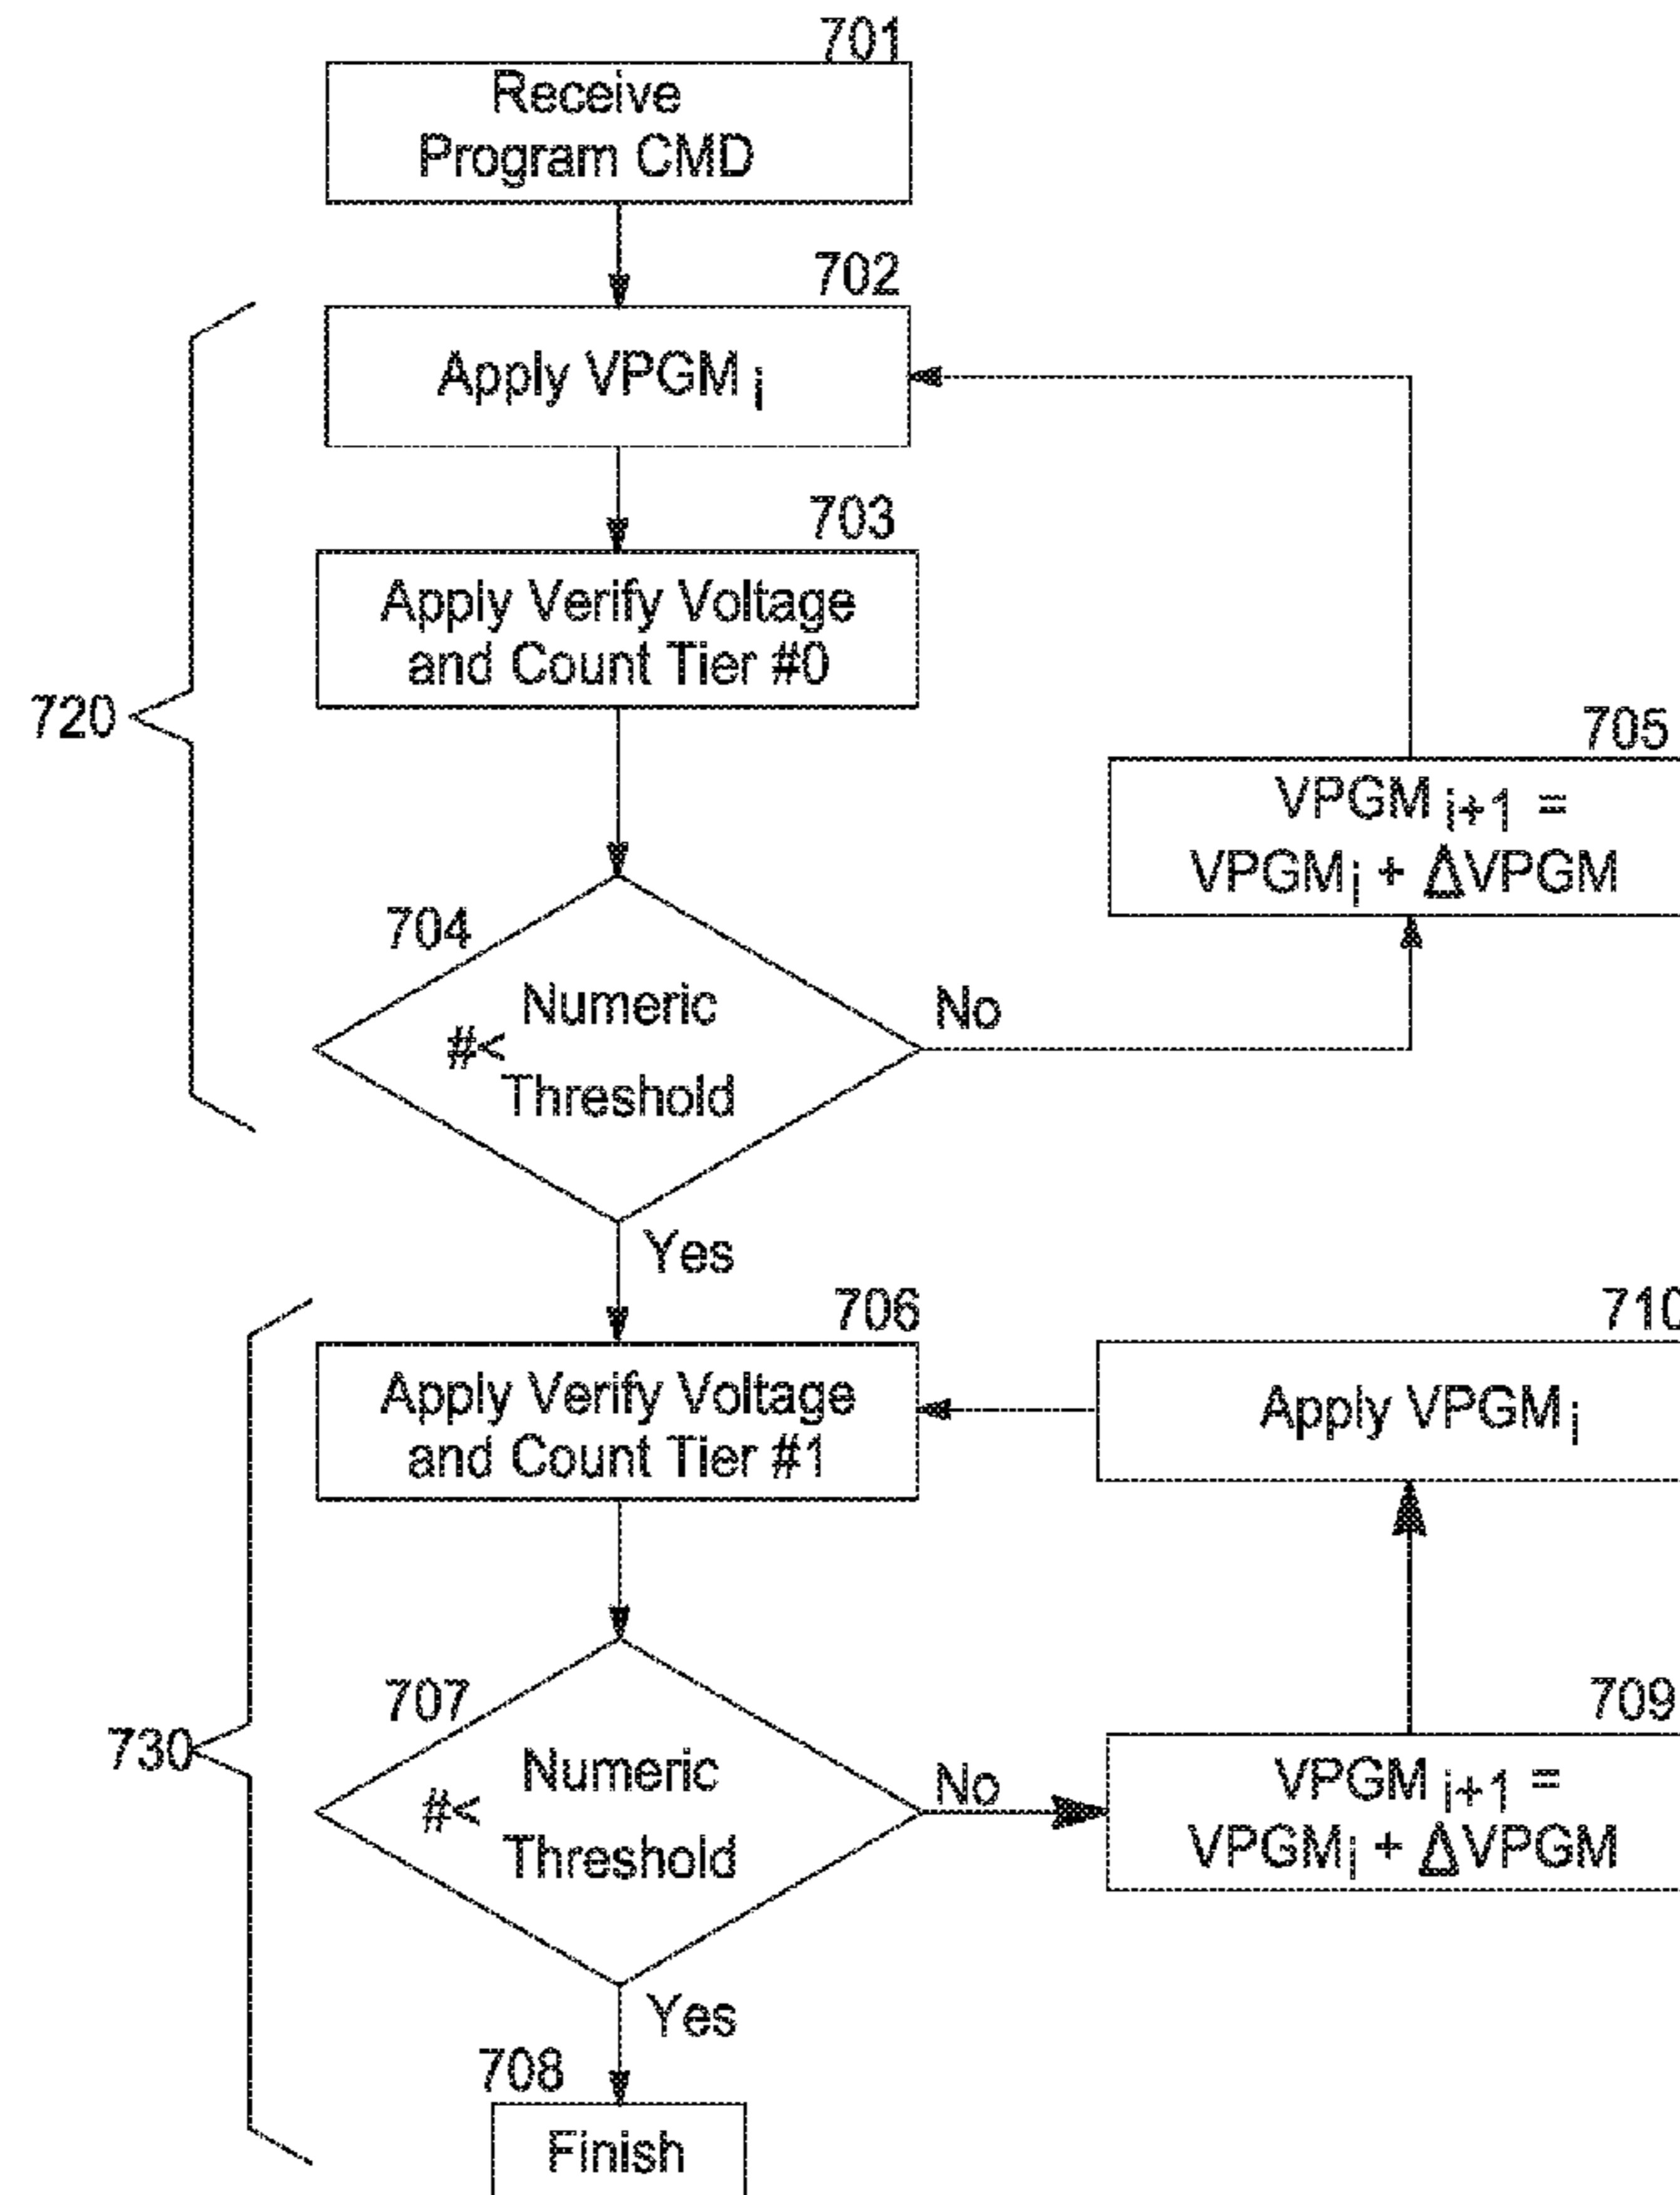 701
Receive
Program CMD
702
Apply VPGM i
703
Apply Verify Voltage
and Count Tier #0
720
705
VPGM i+1 =
VPGMi + ΔVPGM
704
Numeric
#<
Threshold
No
Yes
706
Apply Verify Voltage
and Count Tier #1
710
Apply VPGMi
730
707
Numeric
#<
Threshold
No
709
VPGM i+1 =
VPGMi + ΔVPGM
Yes
708
Finish